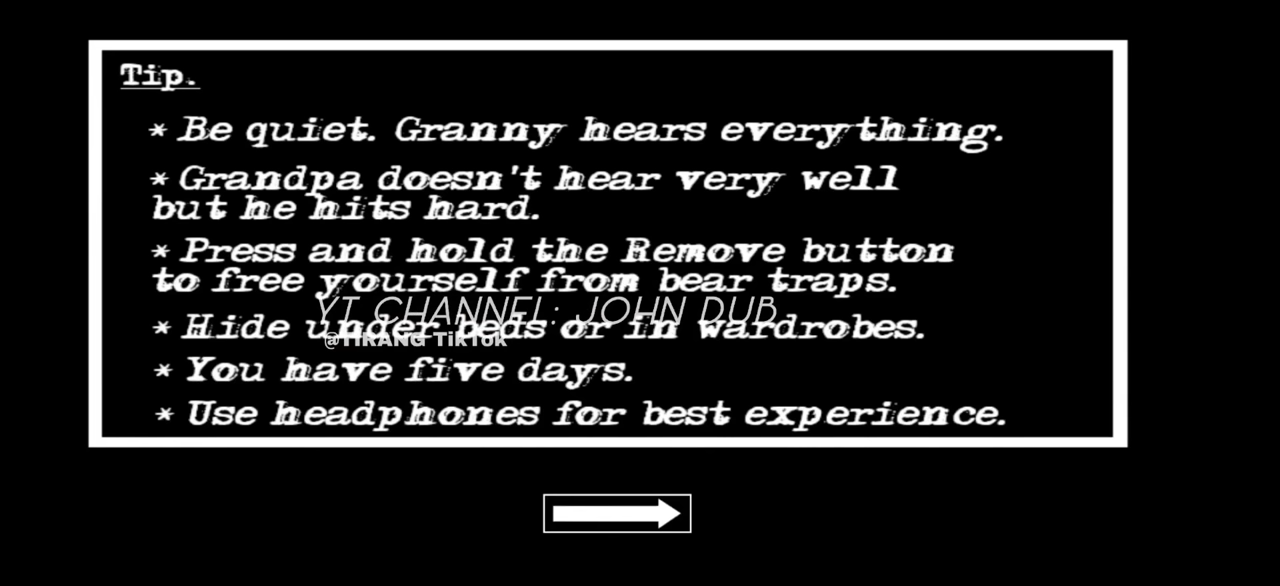 Tip.
* Be quiet. Granny hears everything.
* Grandpa doesn't hear very well
but he hits hard.
* Press and hold the Remove button
to free yourself from bear traps.
YT CHANNEL: JOHN DUB
* Hide under beds or in wardrobes.
@TIRANG TiKTok
* You have five days.
* Use headphones for best experience.